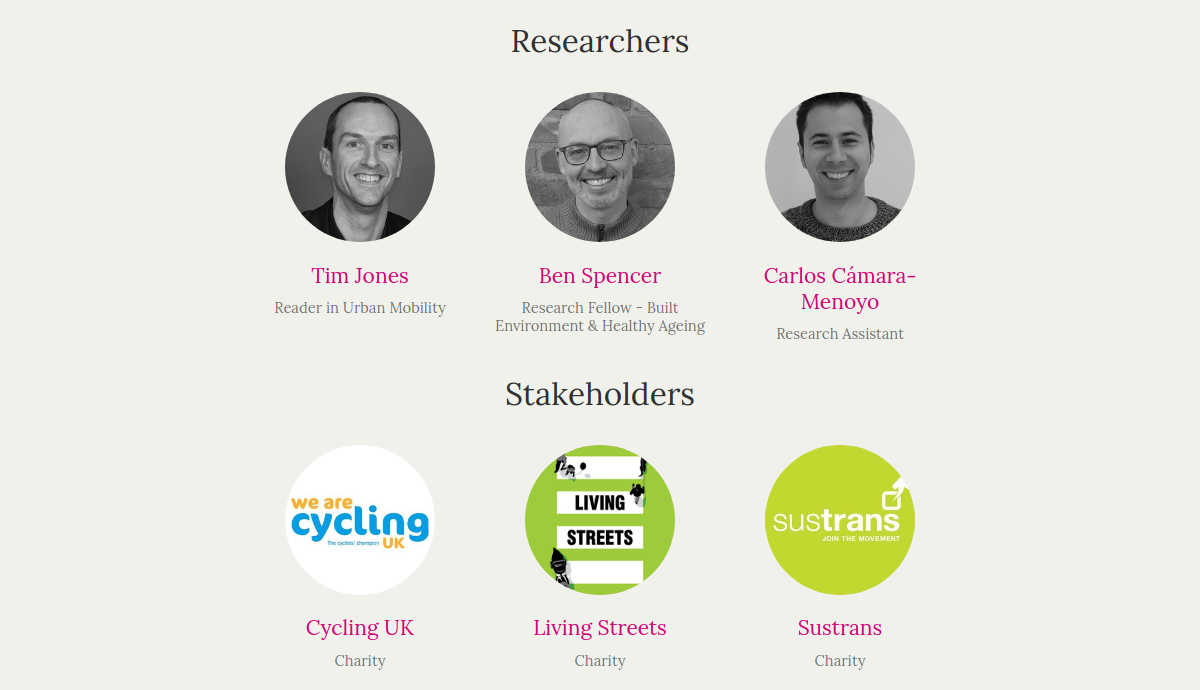 Researchers
Tim Jones
Ben Spencer
Carlos Cámara-
Menoyo
Reader in Urban Mobility
Research Fellow - Built
Environment & Healthy Ageing
Research Assistant
Stakeholders
we are
cycling
The cyclists' champion UK
LIVING
STREETS
sustrans
JOIN THE MOVEMENT
Cycling UK
Living Streets
Sustrans
Charity
Charity
Charity